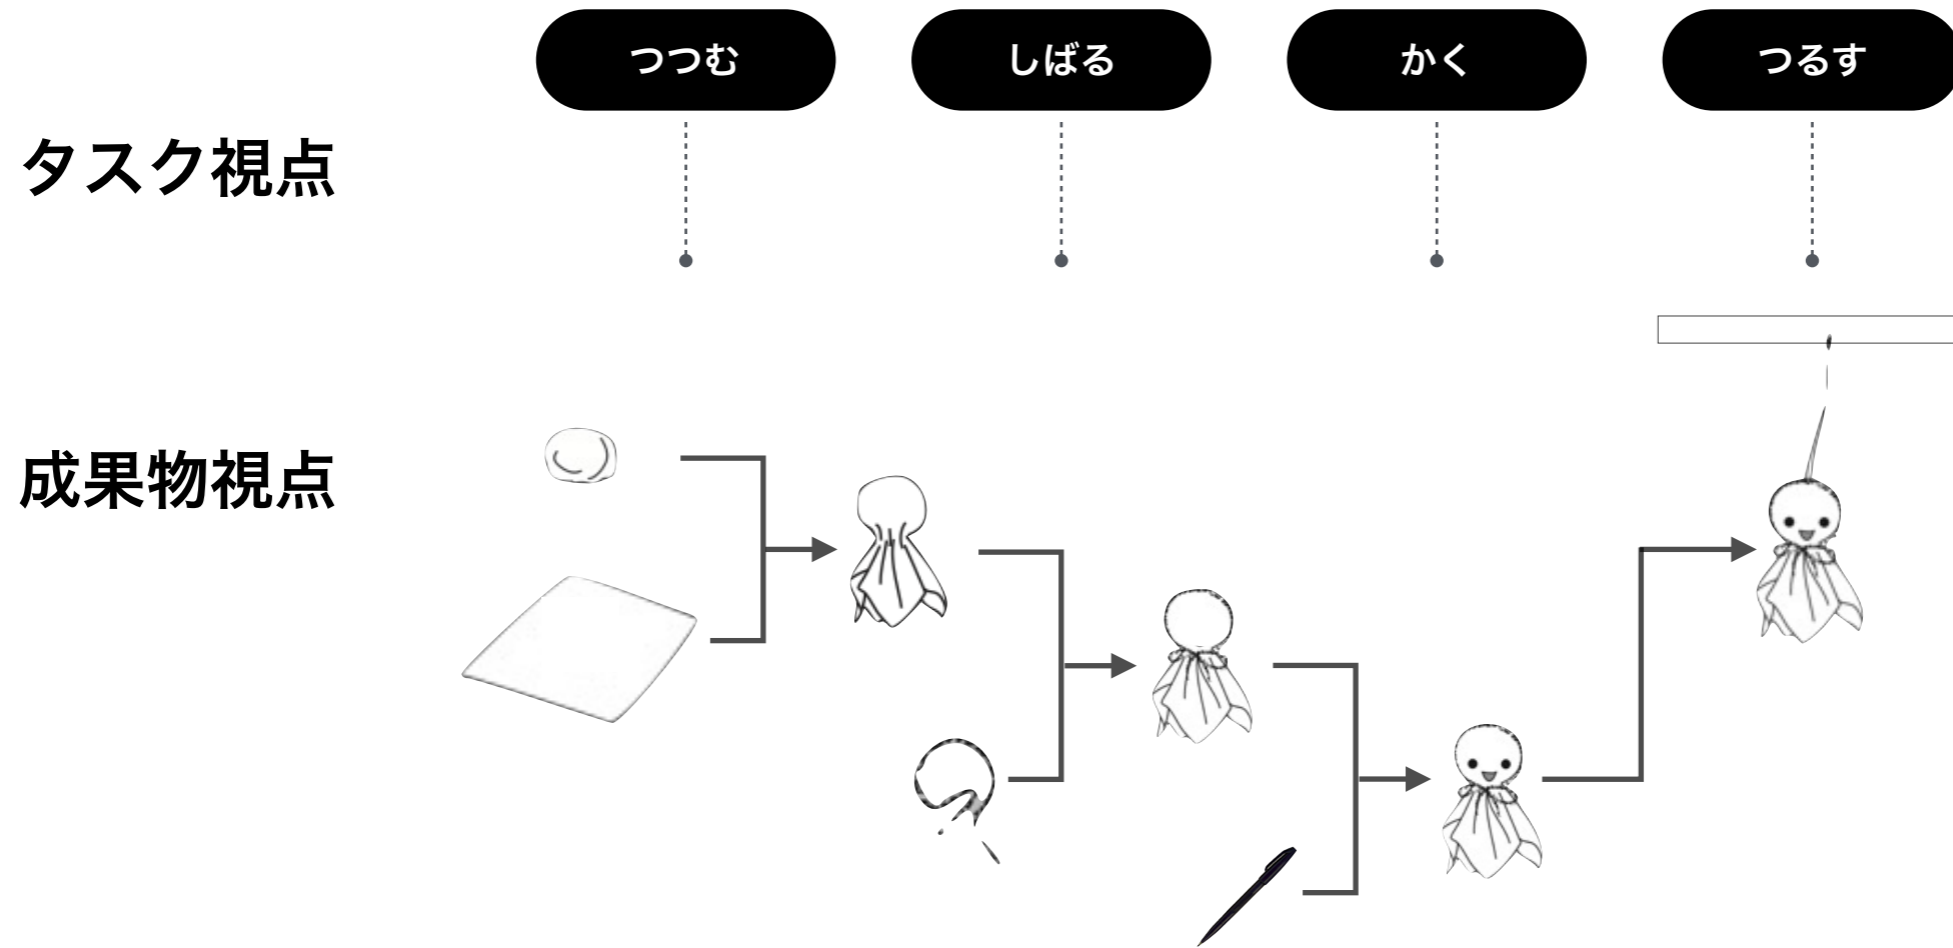 つつむ
しばる
かく
つるす
タスク視点
成果物視点